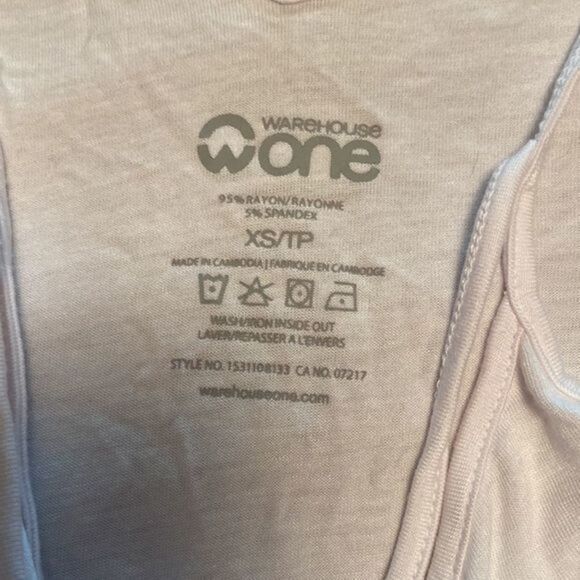 WAREHOUSE
one
95% RAYON/RAYONNE
5% SPANDEX
XS/TP
MADE IN CAMBODIA | FABRIQUE EN CAMBODGE
WASH/IRON INSIDE OUT
LAVER/REPASSER A L'ENVERS
STYLE NO. 1531108133 CA NO. 07217
warehouseone.com